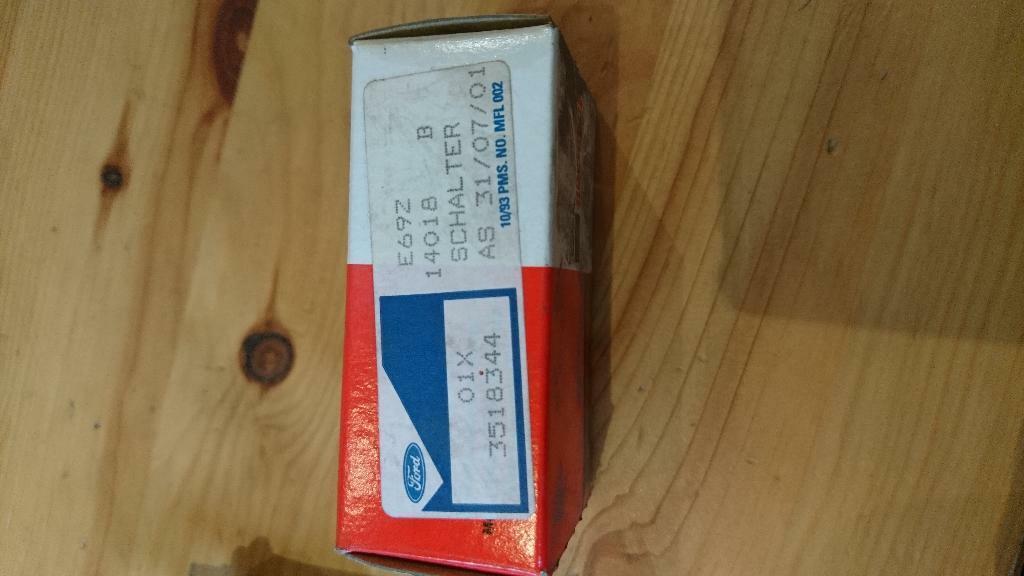 E69Z
14018 B
SCHALTER
AS 31/07/01
10/93 PMS. NO. MFL 002
Ford
01X
3518344